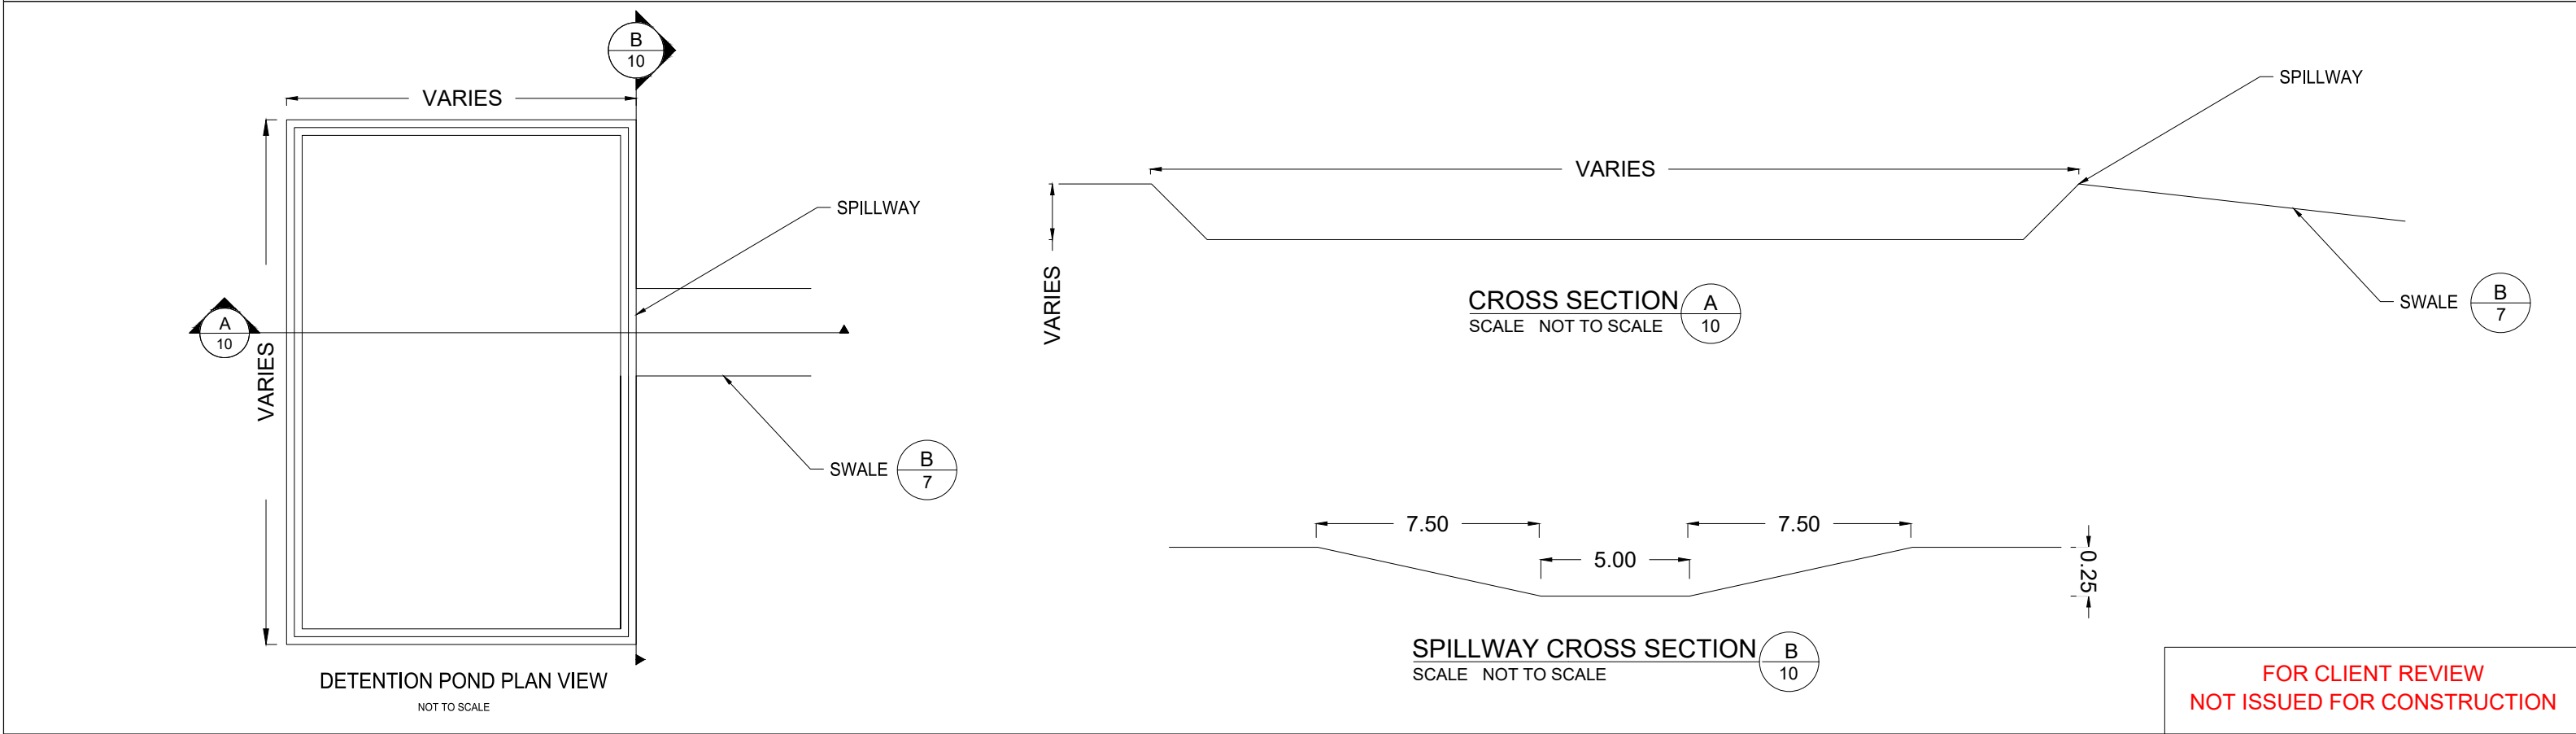 B
10
VARIES
SPILLWAY
A
10
VARIES
SWALE
B
7
DETENTION POND PLAN VIEW
NOT TO SCALE
SPILLWAY
VARIES
VARIES
CROSS SECTION
SCALE NOT TO SCALE
A
10
SWALE
B
7
7.50
7.50
5.00
0.25
SPILLWAY CROSS SECTION
SCALE NOT TO SCALE
B
10
FOR CLIENT REVIEW
NOT ISSUED FOR CONSTRUCTION